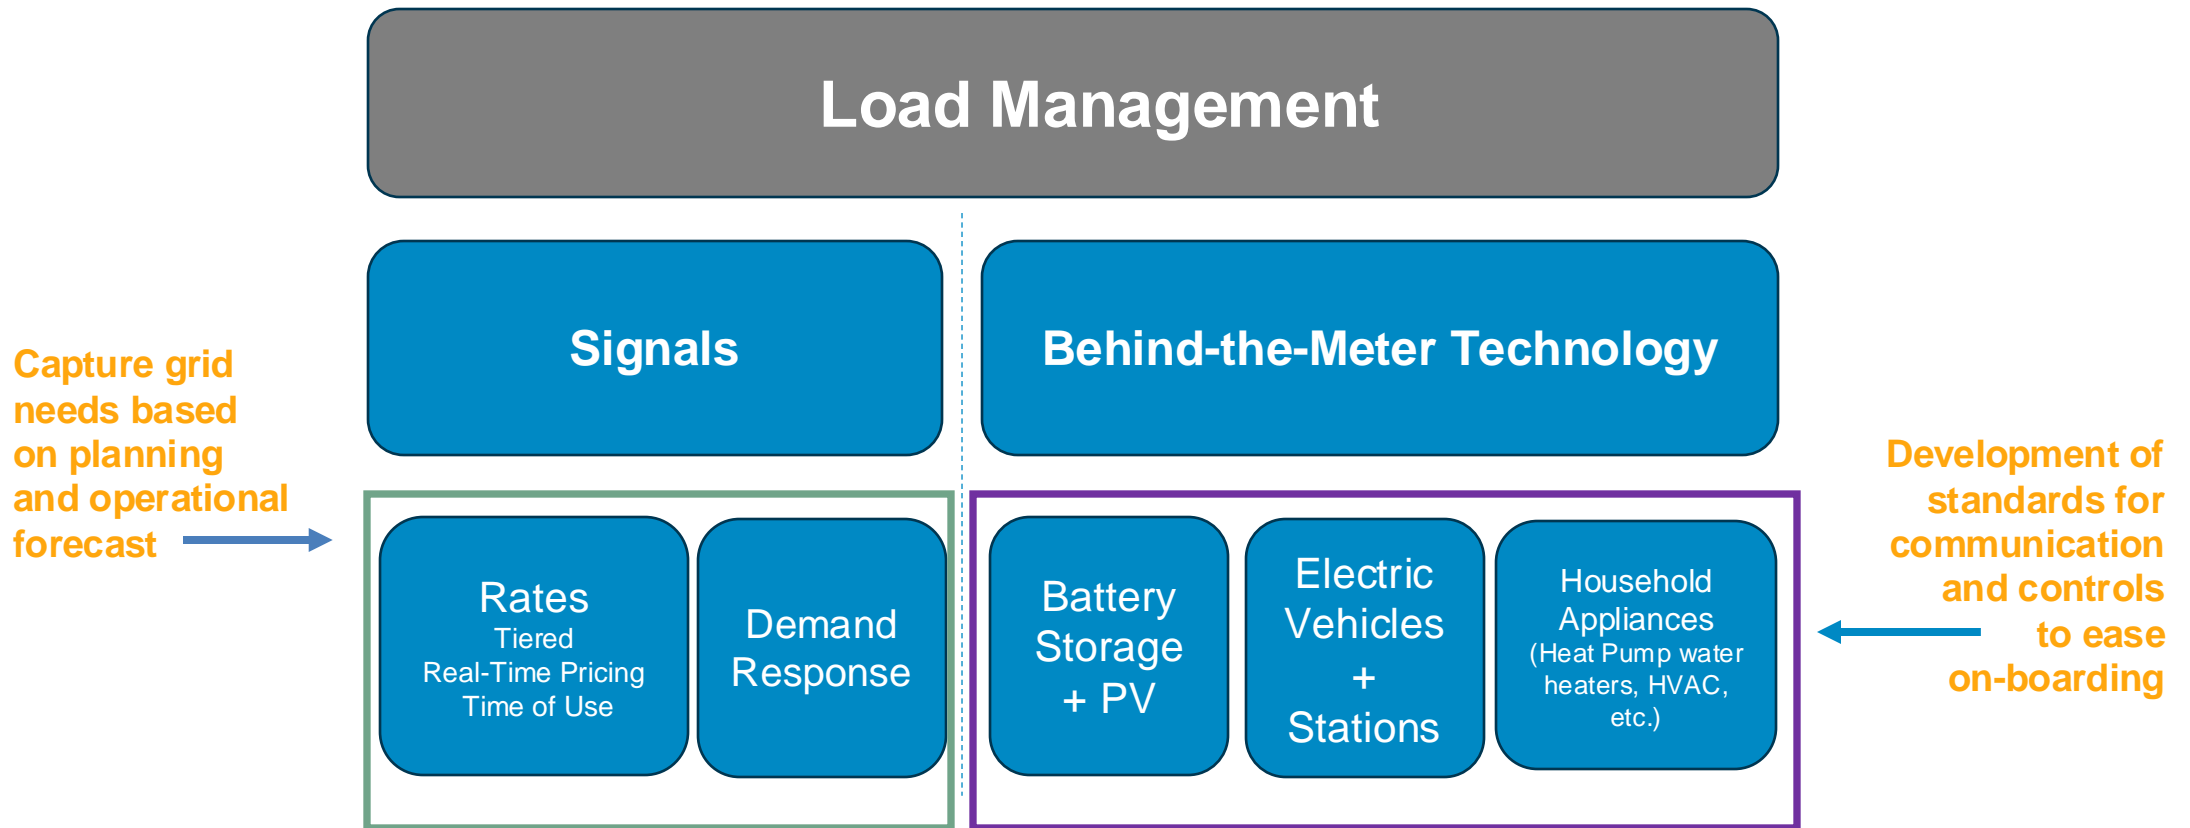 Load Management
Signals
Behind-the-Meter Technology
Capture grid
needs based
on planning
and operational
forecast
Rates
Tiered
Real-Time Pricing
Time of Use
Demand
Response
Battery
Storage
+ PV
Electric
Vehicles
+
Stations
Household
Appliances
(Heat Pump water
heaters, HVAC,
etc.)
Development of
standards for
communication
and controls
to ease
on-boarding